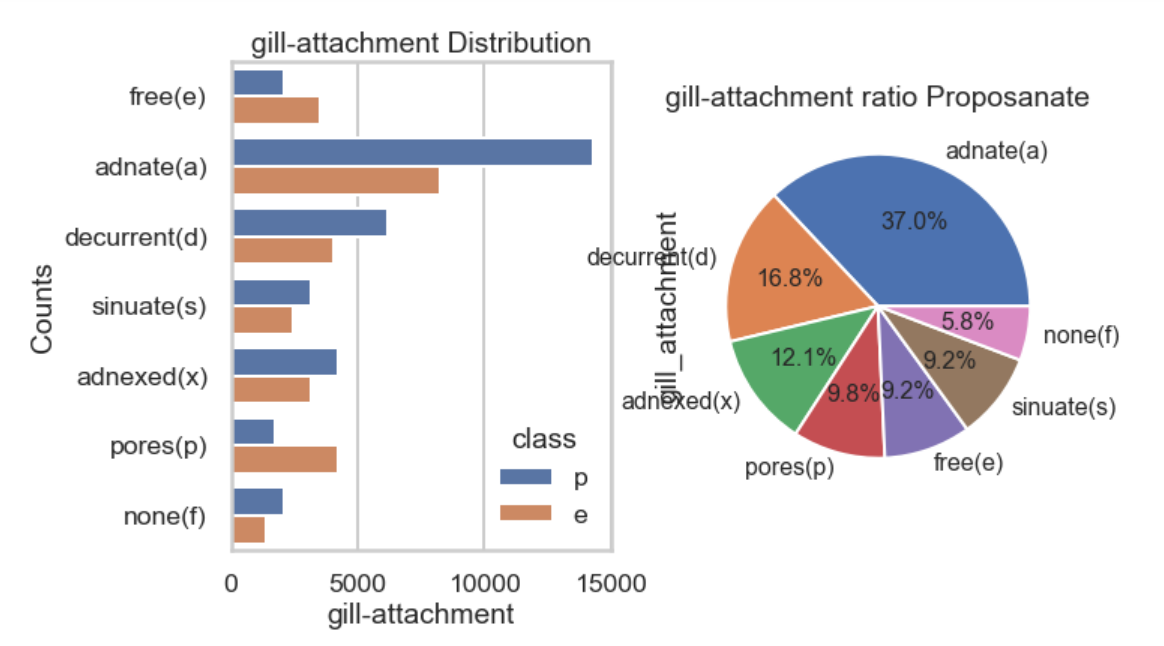 gill-attachment Distribution
free(e)
adnate(a)
decurrent(d)
sinuate(s)
adnexed(x)
pores(p)
none(f)
Counts
class
p
e
0 5000 10000 15000
gill-attachment
gill-attachment ratio Proposanate
adnate(a)
37.0%
decurrent(d)
16.8%
gill_attachment
5.8%
none(f)
12.1%
9.2%
adnexed(x)
9.8%
9.2%
sinuate(s)
pores(p)
free(e)